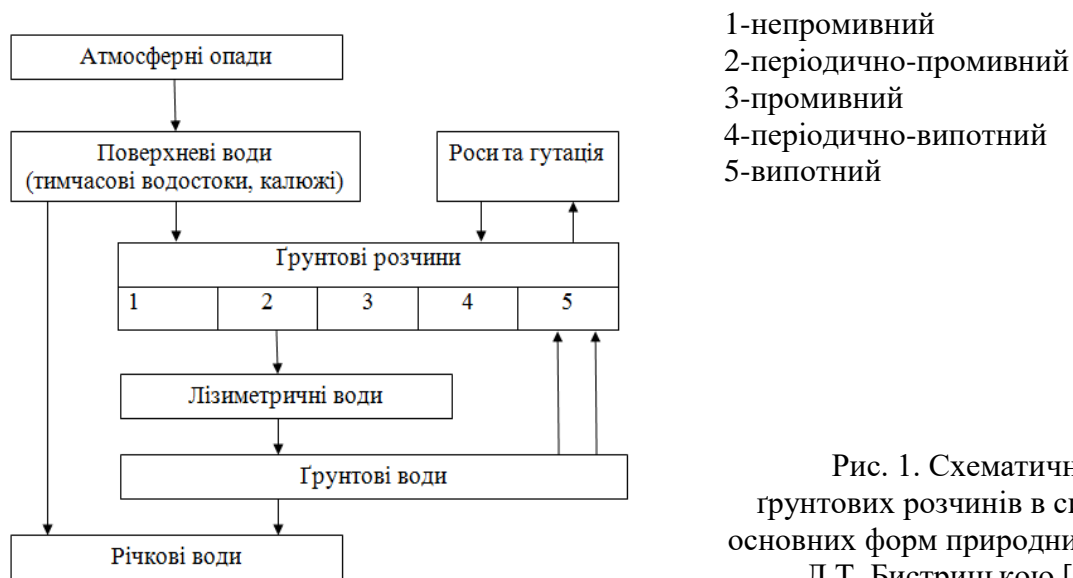 Атмосферні опади
Поверхневі води
(тимчасові водостоки, калюжі)
Роси та гутація
Ґрунтові розчини
1 2 3 4 5
Лізиметричні води
Ґрунтові води
Річкові води
1-непромивний
2-періодично-промивний
3-промивний
4-періодично-випотний
5-випотний
Рис. 1. Схематичн
ґрунтових розчинів в с
основних форм природни